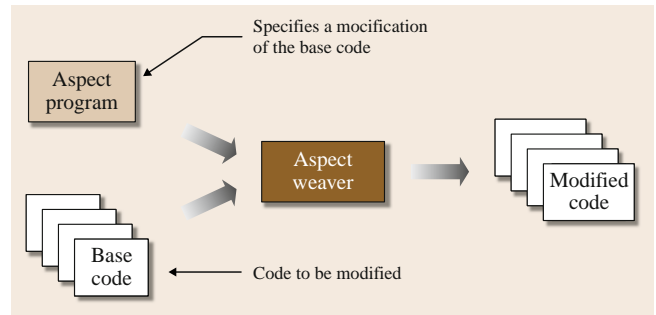 Specifies a mocification
of the base code
Aspect
program
Aspect
weaver
Modified
code
Base
code
Code to be modified